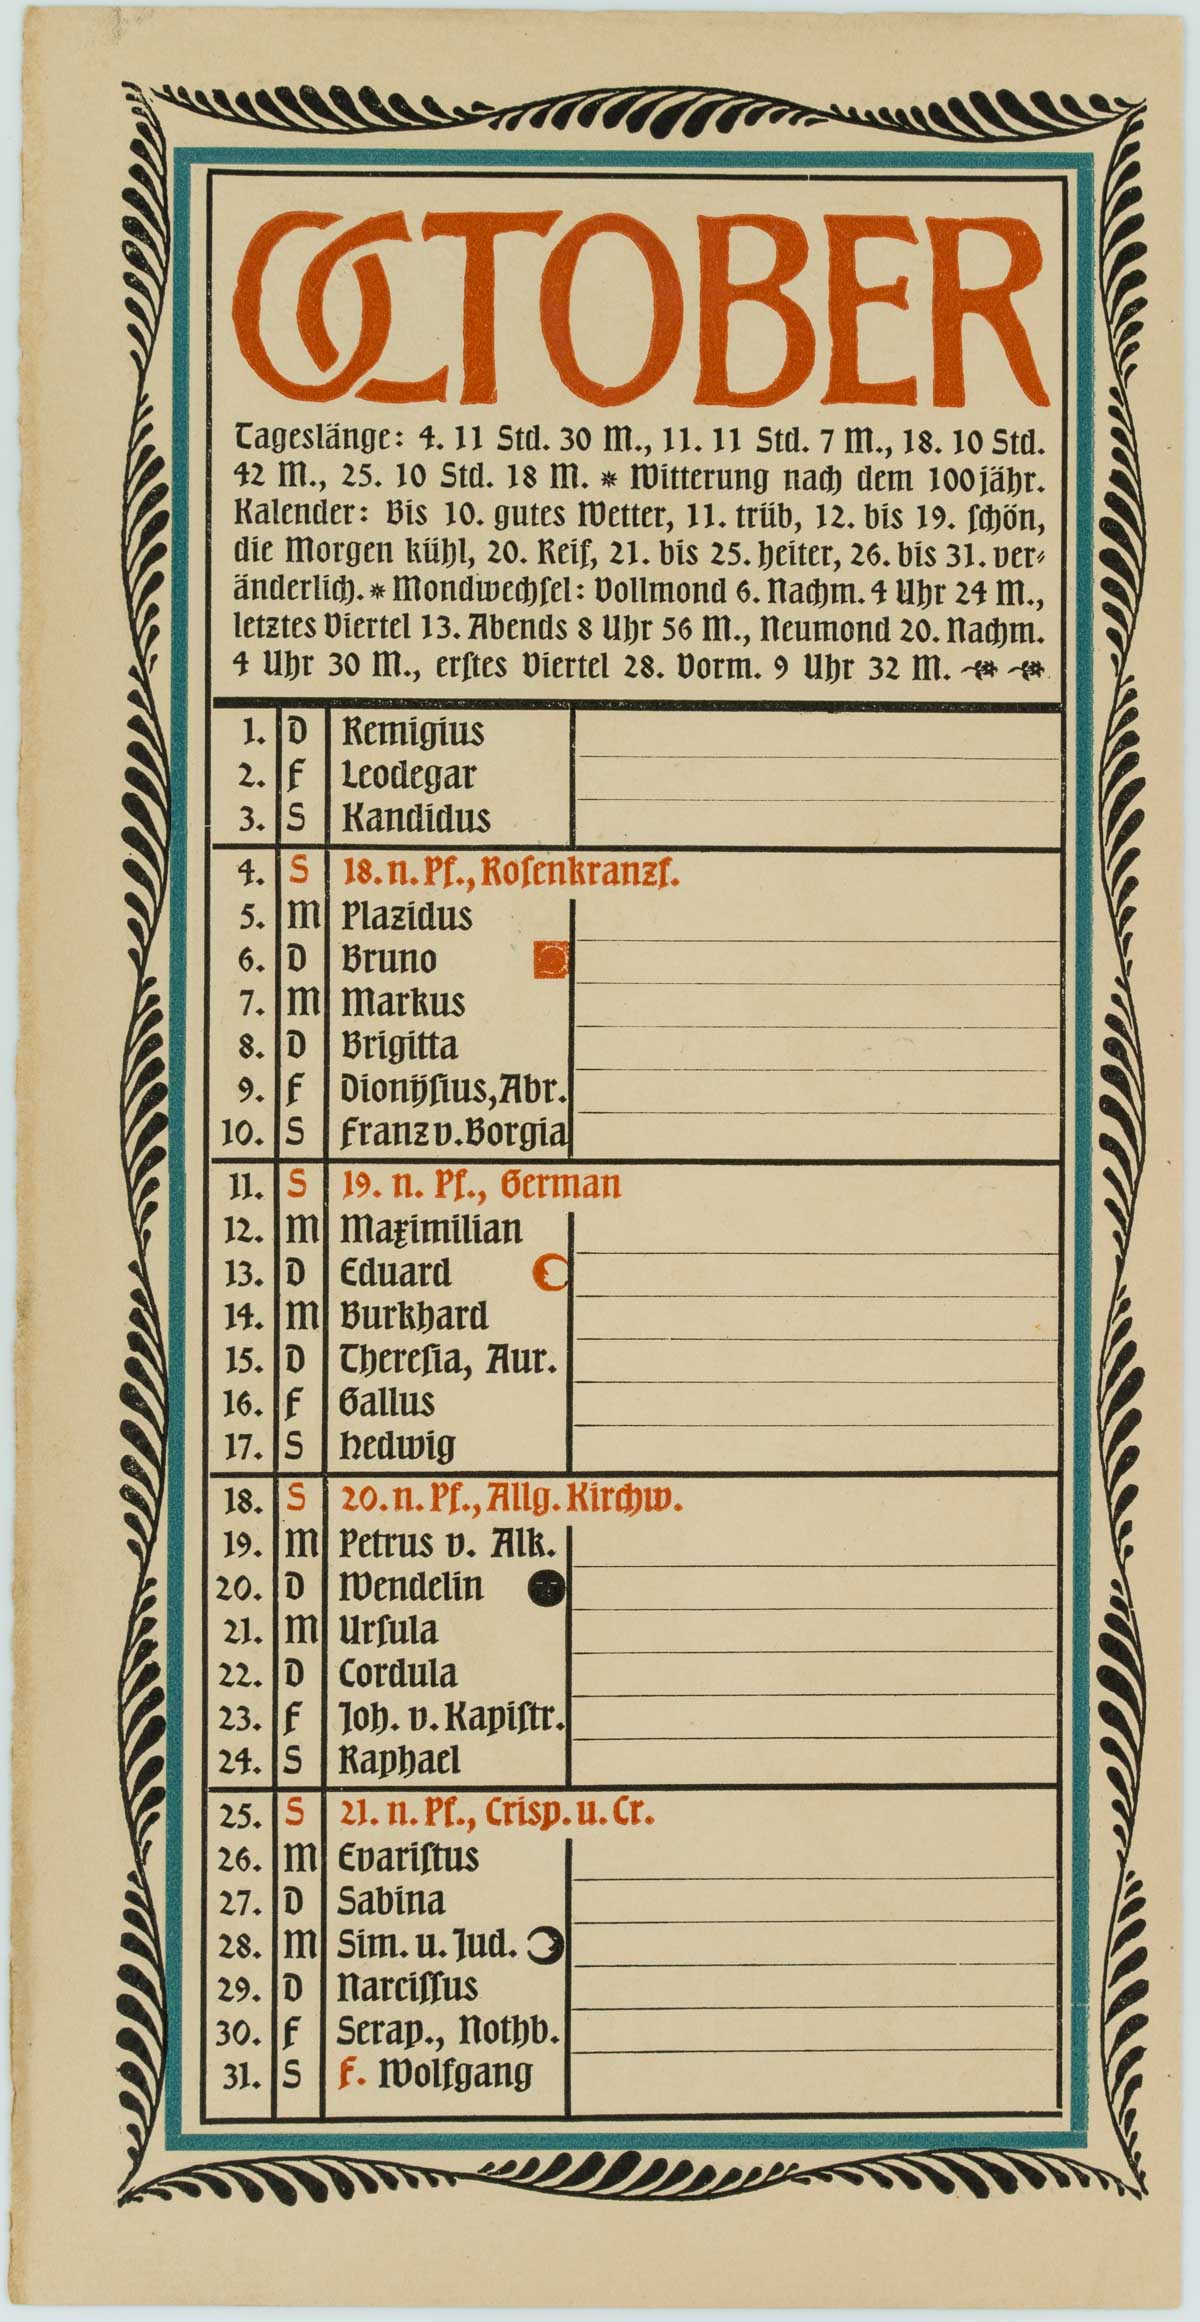 OCTOBER
Tageslänge: 4. 11 Std. 30 M., 11. 11 Std. 7 M., 18. 10 Std.
42 M., 25. 10 Std. 18 M. * Witterung nach dem 100jähr.
Kalender: Bis 10. gutes Wetter, 11. trüb, 12. bis 19. ſchön,
die Morgen kühl, 20. Reif, 21. bis 25. heiter, 26. bis 31. ver⸗
änderlich. * Mondwechſel: Vollmond 6. Nachm. 4 Uhr 24 M.,
letztes Viertel 13. Abends 8 Uhr 56 M., Neumond 20. Nachm.
4 Uhr 30 M., erſtes Viertel 28. Vorm. 9 Uhr 32 M.
1. D Remigius
2. F Leodegar
3. S Kandidus
4. S 18. n. Pf., Roſenkranzf.
5. M Plazidus
6. D Bruno
7. M Markus
8. D Brigitta
9. F Dionyſius, Abr.
10. S Franz v. Borgia
11. S 19. n. Pf., German
12. M Maximilian
13. D Eduard
14. M Burkhard
15. D Thereſia, Aur.
16. F Gallus
17. S Hedwig
18. S 20. n. Pf., Allg. Kirchw.
19. M Petrus v. Alk.
20. D Wendelin
21. M Urſula
22. D Cordula
23. F Joh. v. Kapiſtr.
24. S Raphael
25. S 21. n. Pf., Crisp. u. Cr.
26. M Evariſtus
27. D Sabina
28. M Sim. u. Jud.
29. D Narciſſus
30. F Serap., Nothb.
31. S F. Wolfgang